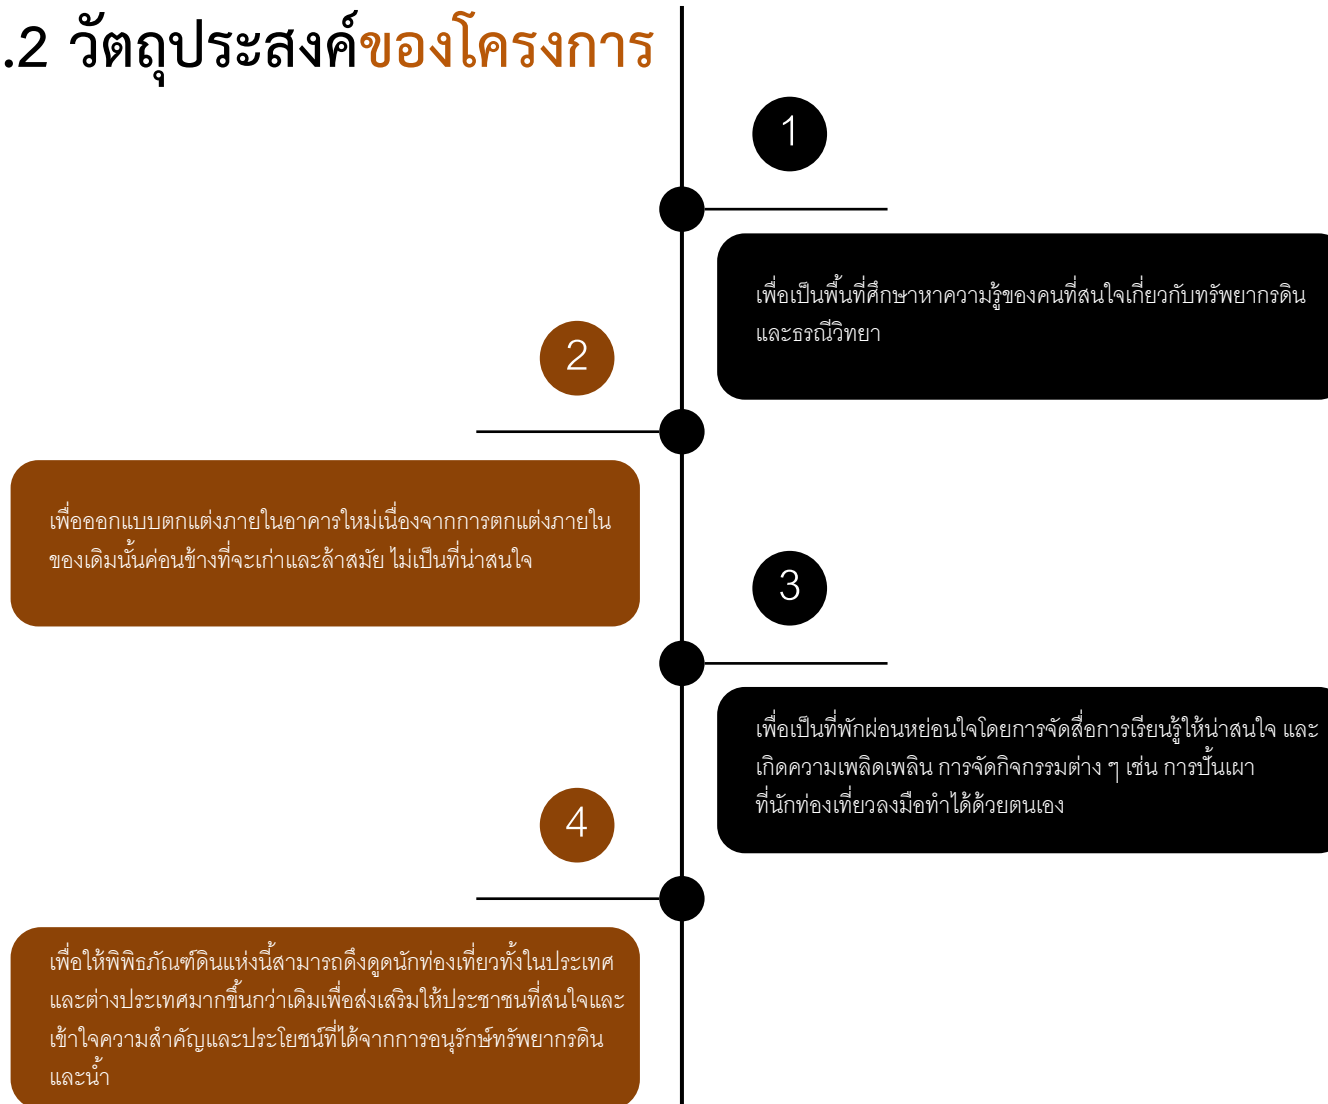 .2 วัตถุประสงค์ของโครงการ
1
เพื่อเป็นพื้นที่ศึกษาหาความรู้ของคนที่สนใจเกี่ยวกับทรัพยากรดิน
และธรณีวิทยา
2
เพื่อออกแบบตกแต่งภายในอาคารใหม่เนื่องจากการตกแต่งภายใน
ของเดิมนั้นค่อนข้างที่จะเก่าและล้าสมัย ไม่เป็นที่น่าสนใจ
3
เพื่อเป็นที่พักผ่อนหย่อนใจโดยการจัดสื่อการเรียนรู้ให้น่าสนใจ และ
เกิดความเพลิดเพลิน การจัดกิจกรรมต่าง ๆ เช่น การปั้นเผา
ที่นักท่องเที่ยวลงมือทำได้ด้วยตนเอง
4
เพื่อให้พิพิธภัณฑ์ดินแห่งนี้สามารถดึงดูดนักท่องเที่ยวทั้งในประเทศ
และต่างประเทศมากขึ้นกว่าเดิมเพื่อส่งเสริมให้ประชาชนที่สนใจและ
เข้าใจความสำคัญและประโยชน์ที่ได้จากการอนุรักษ์ทรัพยากรดิน
และน้ำ